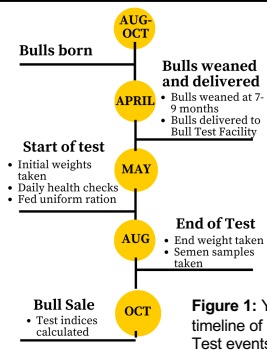 AUG-
OCT
Bulls born
Bulls weaned
and delivered
• Bulls weaned at 7-
9 months
• Bulls delivered to
Bull Test Facility
APRIL
Start of test
• Initial weights
taken
• Daily health checks
• Fed uniform ration
MAY
End of Test
• End weight taken
• Semen samples
taken
AUG
Bull Sale
• Test indices
calculated
OCT
Figure 1:
timeline of
Test events